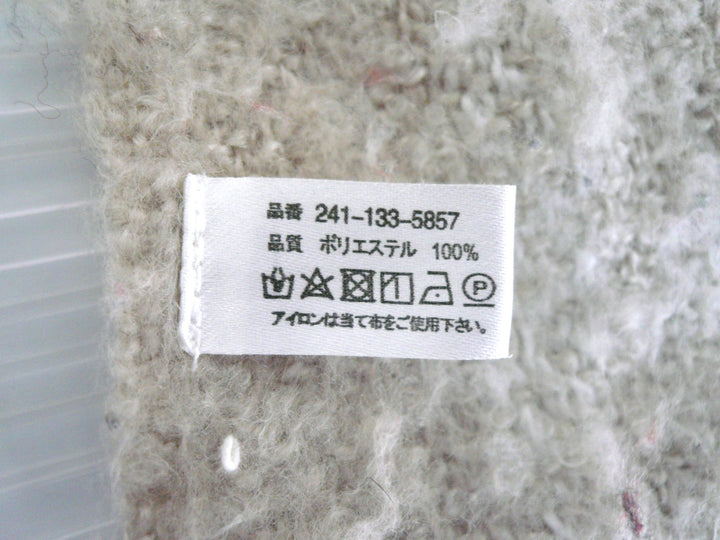 品番 241-133-5857
品質 ポリエステル 100%
P
アイロンは当て布をご使用下さい。